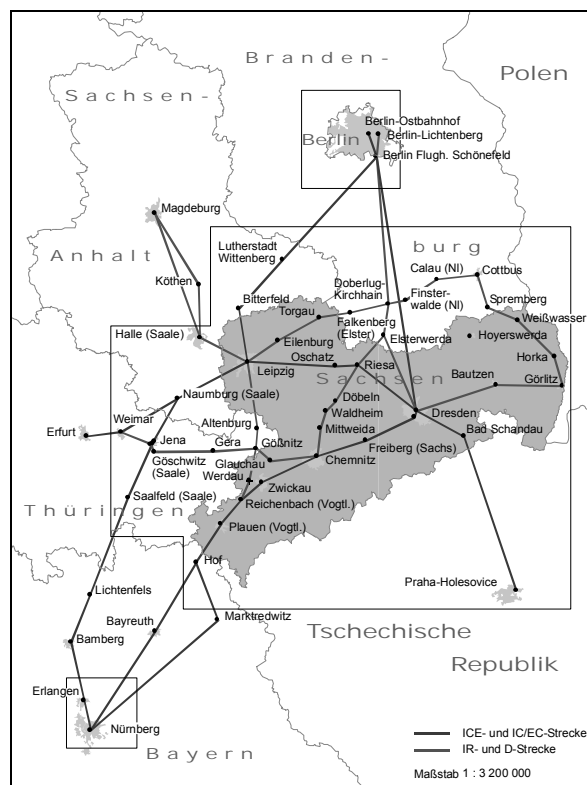 Branden-
Polen
Sachsen-
Berlin-Ostbahnhof
Berlin-Lichtenberg
Berlin
Berlin Flugh. Schönefeld
Magdeburg
Anhalt
Lutherstadt
Wittenberg
burg
Köthen
Calau (Nl)
Cottbus
Doberlug-
Kirchhain
Bitterfeld
Torgau
Finster-
walde (Nl)
Spremberg
Falkenberg
(Elster)
Weißwasser
Halle (Saale)
Eilenburg
Elsterwerda
Hoyerswerda
Oschatz
Horka
Leipzig
Riesa
Sachsen
Bautzen
Görlitz
Naumburg (Saale)
Döbeln
Waldheim
Dresden
Erfurt
Weimar
Altenburg
Mittweida
Bad Schandau
Jena
Gera
Gößnitz
Freiberg (Sachs)
Göschwitz
(Saale)
Glauchau
Chemnitz
Werdau
Zwickau
Saalfeld (Saale)
Reichenbach (Vogtl.)
Thüringen
Plauen (Vogtl.)
Hof
Praha-Holesovice
Lichtenfels
Bayreuth
Marktredwitz
Tschechische
Bamberg
Republik
Erlangen
Nürnberg
Bayern
ICE- und IC/EC-Strecke
IR- und D-Strecke
Maßstab 1 : 3 200 000